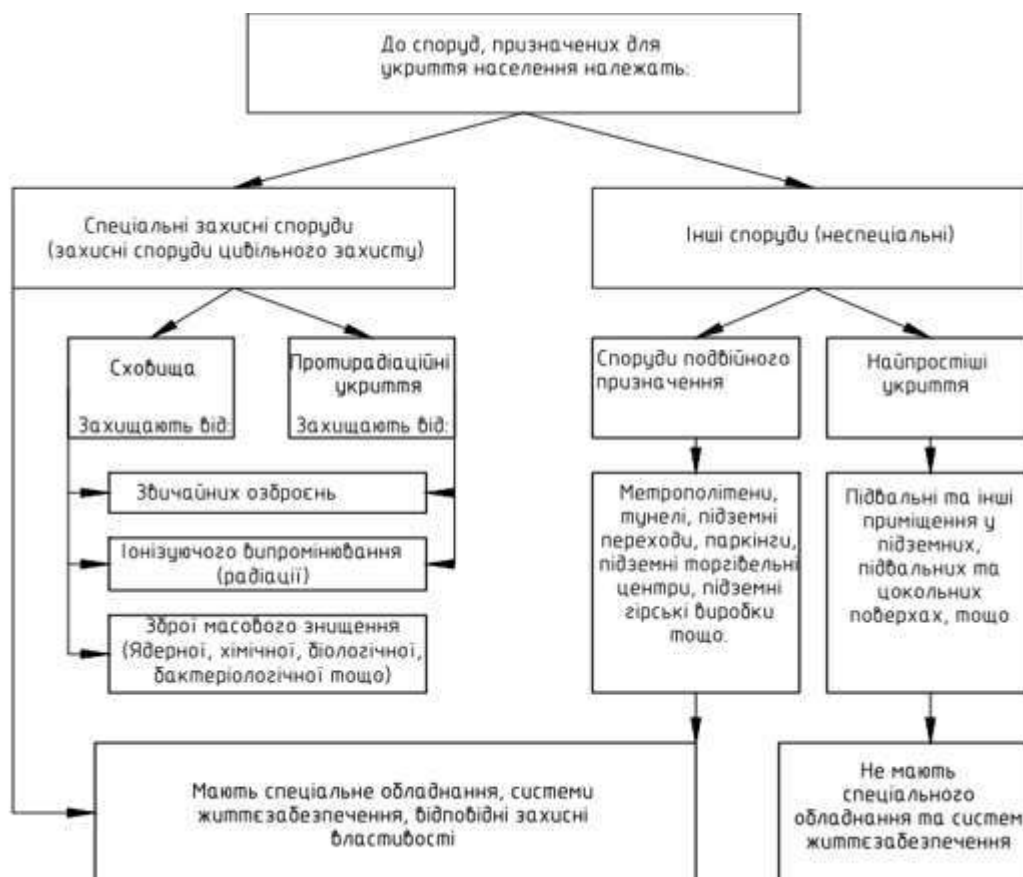 До споруд, призначених для
укриття населення належать:
Спеціальні захисні споруди
(захисні споруди цивільного захисту)
Інші споруди (неспеціальні)
Сховища
Захищають від:
Протирадіаційні
укриття
Захищають від:
Споруди подвійного
призначення
Найпростіші
укриття
Звичайних озброєнь
Іонізуючого випромінювання
(радіації)
Зброї масового знищення
(Ядерної, хімічної, біологічної,
бактеріологічної тощо)
Метрополітени,
тунелі, підземні
переходи, паркінги,
підземні торгівельні
центри, підземні
гірські виробки
тощо.
Підвальні та інші
приміщення у
підземних,
підвальних та
цокольних
поверхах, тощо
Мають спеціальне обладнання, системи
життєзабезпечення, відповідні захисні
властивості
Не мають
спеціального
обладнання та систем
життєзабезпечення